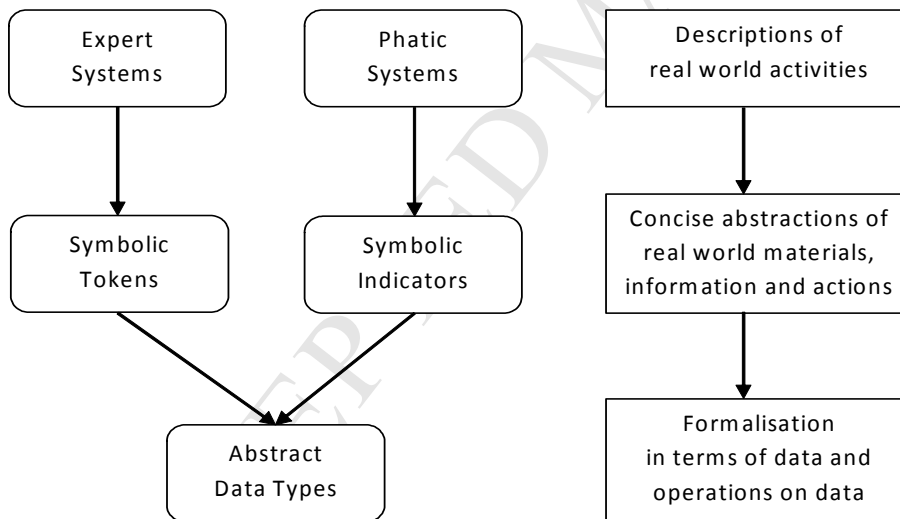 Expert
Systems
Phatic
Systems
Descriptions of
real world activities
Symbolic
Tokens
Symbolic
Indicators
Concise abstractions of
real world materials,
information and actions
Abstract
Data Types
Formalisation
in terms of data and
operations on data